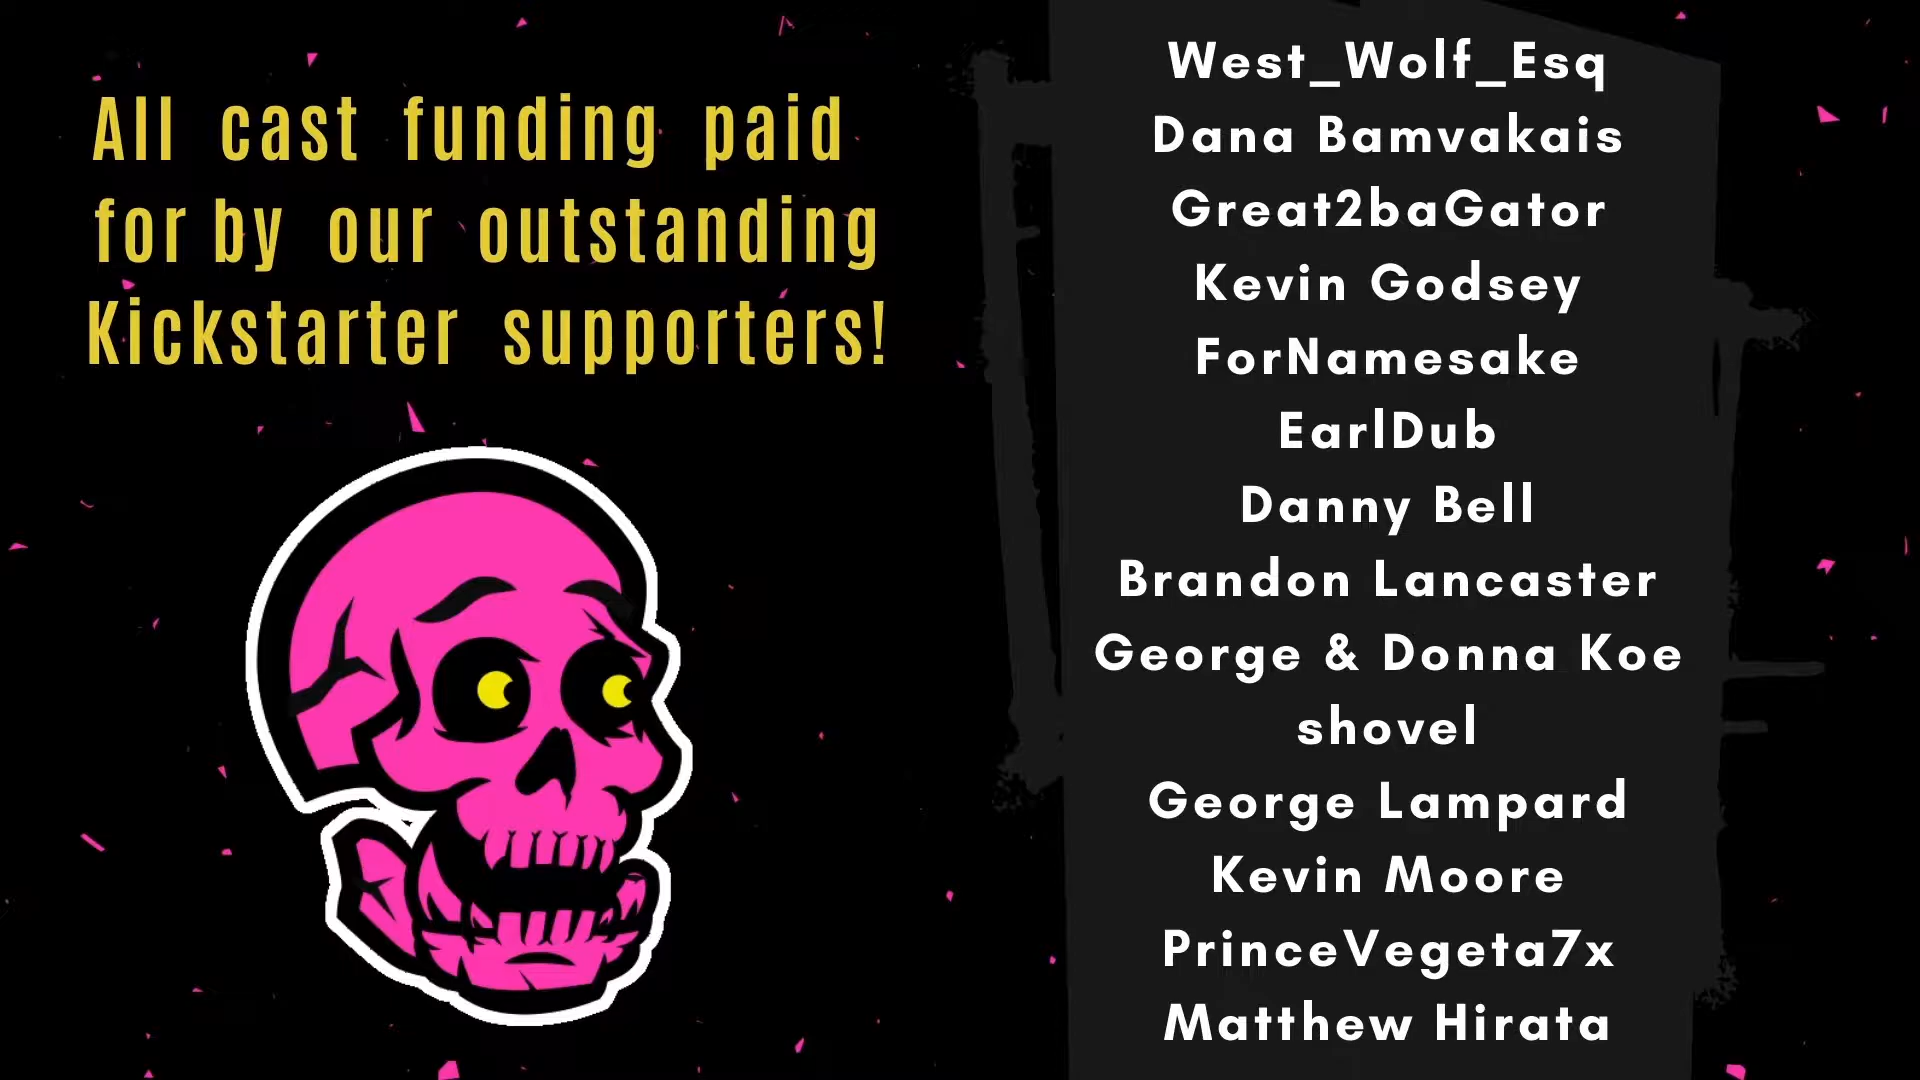 All cast funding paid
for by our outstanding
Kickstarter supporters!
West_Wolf_Esq
Dana Bamvakais
Great2baGator
Kevin Godsey
ForNamesake
EarlDub
Danny Bell
Brandon Lancaster
George & Donna Koe
shovel
George Lampard
Kevin Moore
PrinceVegeta7x
Matthew Hirata